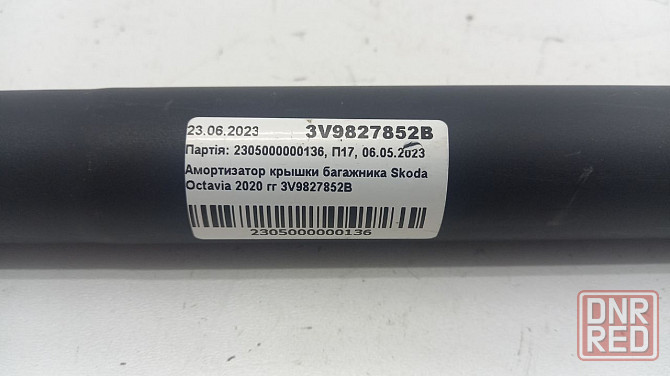 23.06.2023 3V9827852B
Партія: 2305000000136, П17, 06.05.2023
Амортизатор крышки багажника Skoda
Octavia 2020 гг 3V9827852B
2305000000136
DNR
RED